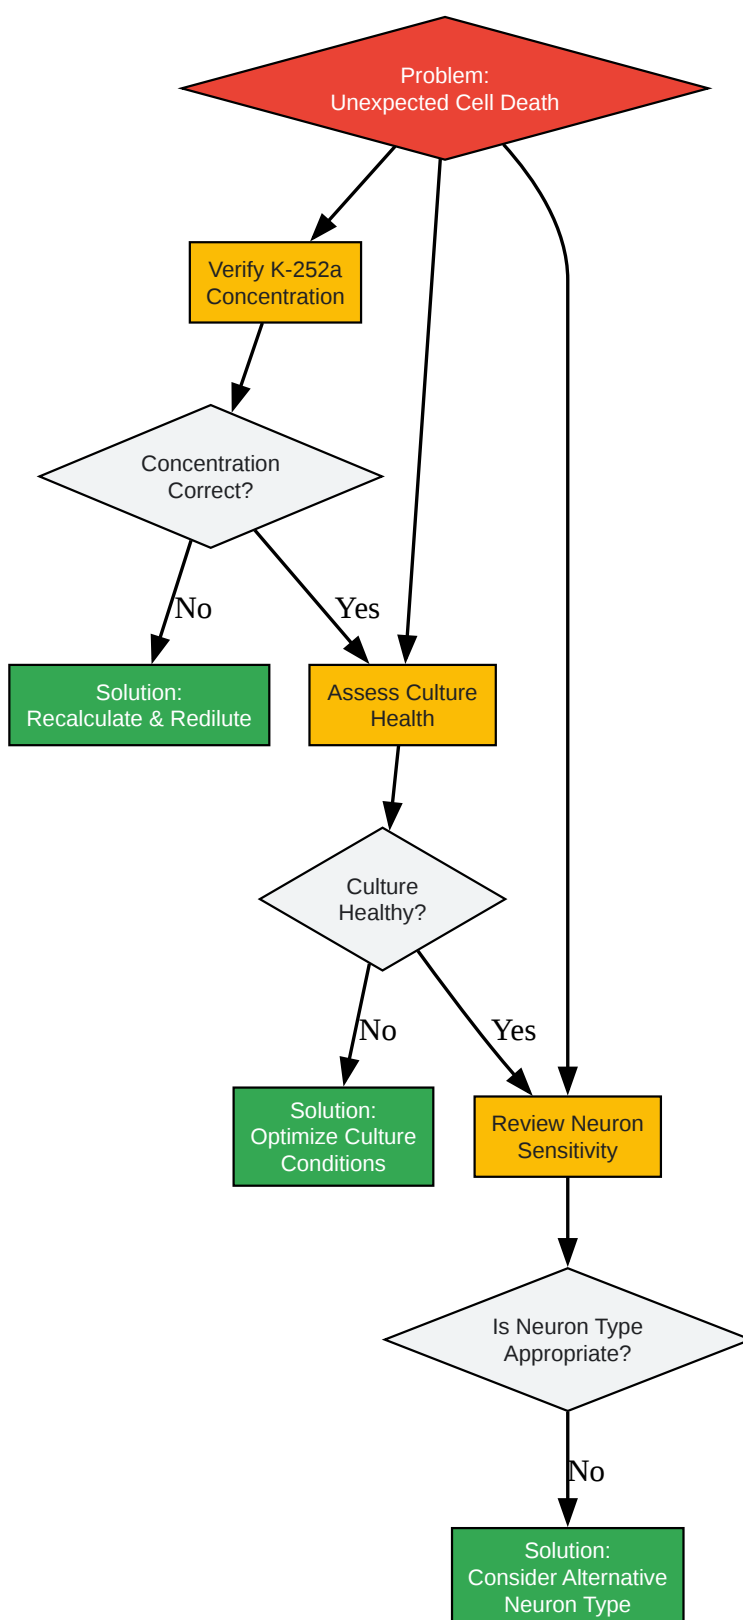 Problem:
Unexpected Cell Death
Verify K-252a
Concentration
Concentration
Correct?
No
Yes
Solution:
Recalculate & Redilute
Assess Culture
Health
Culture
Healthy?
No
Yes
Solution:
Optimize Culture
Conditions
Review Neuron
Sensitivity
Is Neuron Type
Appropriate?
No
Solution:
Consider Alternative
Neuron Type